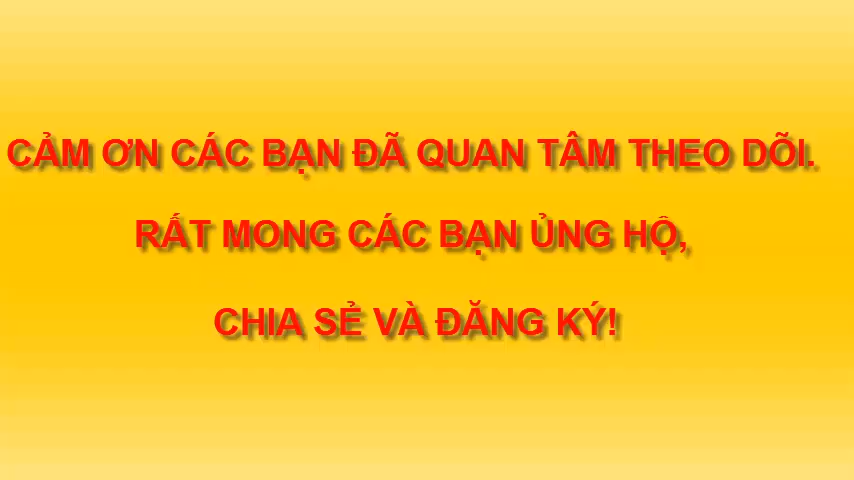 CẢM ƠN CÁC BẠN ĐÃ QUAN TÂM THEO DÕI.
RẤT MONG CÁC BẠN ỦNG HỘ,
CHIA SẺ VÀ ĐĂNG KÝ!